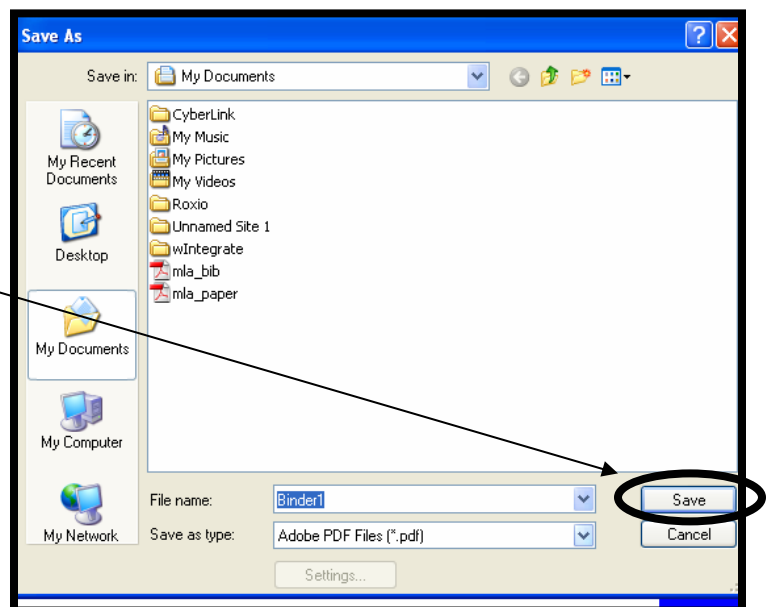 Save As
Save in: My Documents
My Recent
Documents
Desktop
My Documents
My Computer
My Network
CyberLink
My Music
My Pictures
My Videos
Roxio
Unnamed Site 1
wIntegrate
mla_bib
mla_paper
File name: Binder1 Save
Save as type: Adobe PDF Files (*.pdf) Cancel
Settings...